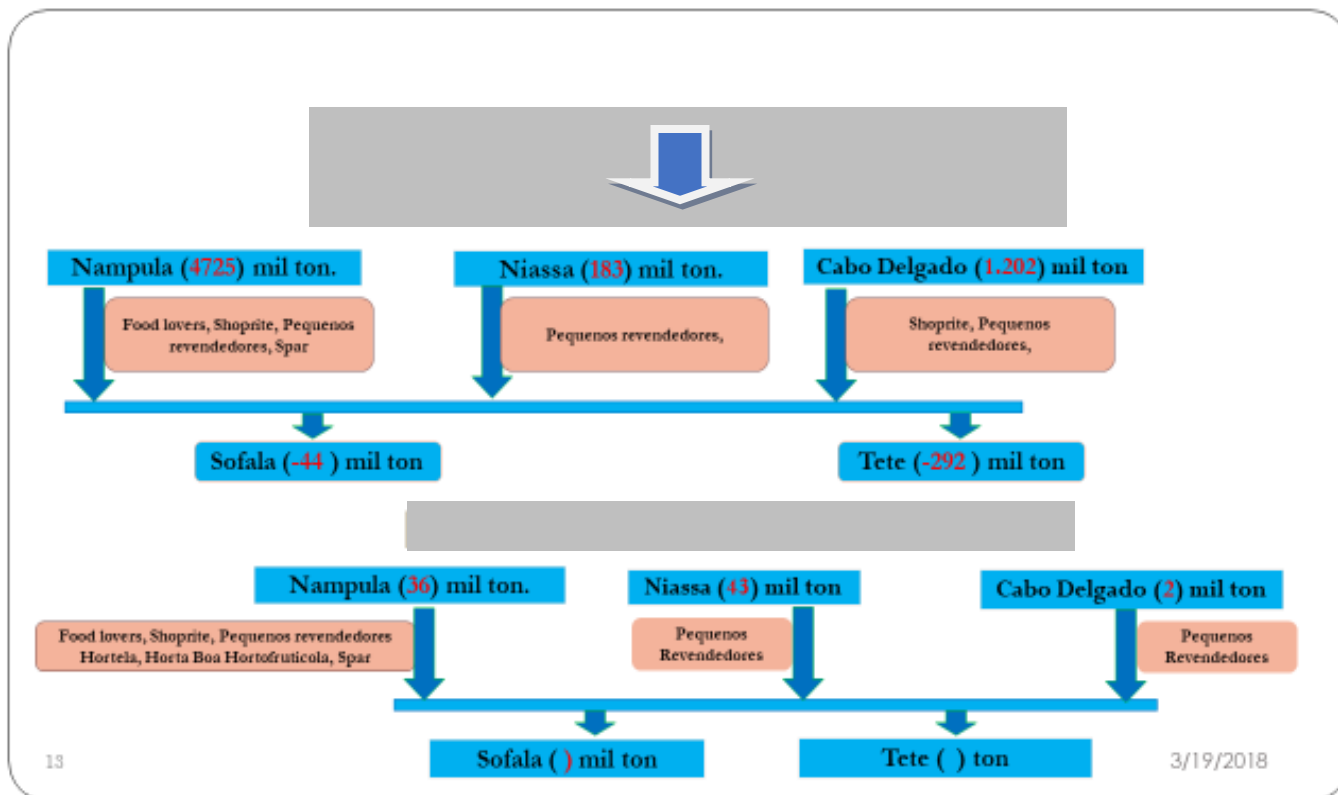 Nampula (4725) mil ton.
Niassa (183) mil ton.
Cabo Delgado (1.202) mil ton
Food lovers, Shoprite, Pequenos
revendedores, Spar
Pequenos revendedores,
Shoprite, Pequenos
revendedores,
Sofala (-44 ) mil ton
Tete (-292 ) mil ton
Nampula (36) mil ton.
Niassa (43) mil ton
Cabo Delgado (2) mil ton
Food lovers, Shoprite, Pequenos revendedores
Hortela, Horta Boa Hortofruticola, Spar
Pequenos
Revendedores
Pequenos
Revendedores
Sofala ( ) mil ton
Tete ( ) ton
13
3/19/2018